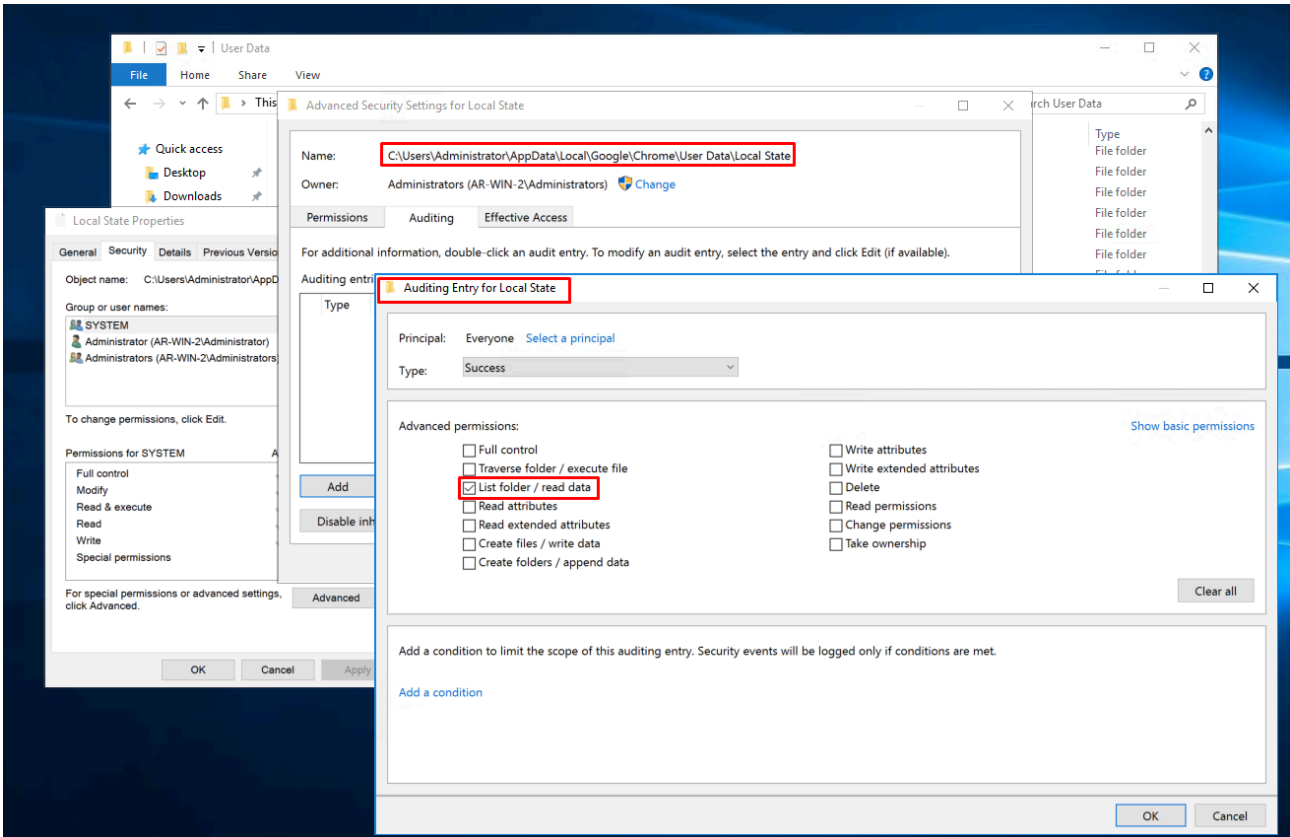 User Data
File Home Share View
This
rch User Data
Quick access
Desktop
Downloads
Type
File folder
File folder
File folder
File folder
File folder
File folder
Advanced Security Settings for Local State
Name: C:\Users\Administrator\AppData\Local\Google\Chrome\User Data\Local State
Owner: Administrators (AR-WIN-2\Administrators) Change
Permissions Auditing Effective Access
For additional information, double-click an audit entry. To modify an audit entry, select the entry and click Edit (if available).
Auditing entri
Type
Add
Disable inh
Local State Properties
General Security Details Previous Versio
Object name: C:\Users\Administrator\AppD
Group or user names:
SYSTEM
Administrator (AR-WIN-2\Administrator)
Administrators (AR-WIN-2\Administrators
To change permissions, click Edit.
Permissions for SYSTEM A
Full control
Modify
Read & execute
Read
Write
Special permissions
For special permissions or advanced settings,
click Advanced.
Advanced
OK Cancel Apply
Auditing Entry for Local State
Principal: Everyone Select a principal
Type: Success
Advanced permissions:
Show basic permissions
Full control
Traverse folder / execute file
List folder / read data
Read attributes
Read extended attributes
Create files / write data
Create folders / append data
Write attributes
Write extended attributes
Delete
Read permissions
Change permissions
Take ownership
Clear all
Add a condition to limit the scope of this auditing entry. Security events will be logged only if conditions are met.
Add a condition
OK Cancel